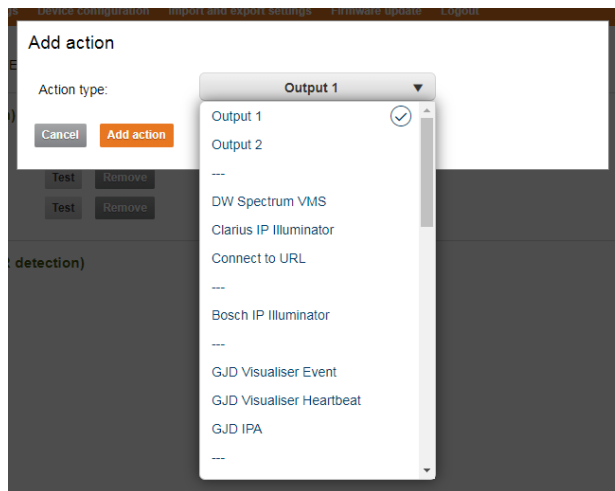 Device configuration Import and export settings Firmware update Logout
Add action
Action type:
Output 1
Output 1
Output 2
---
DW Spectrum VMS
Clarius IP Illuminator
Connect to URL
---
Bosch IP Illuminator
---
GJD Visualiser Event
GJD Visualiser Heartbeat
GJD IPA
---
Cancel
Add action
Test Remove
Test Remove
detection)